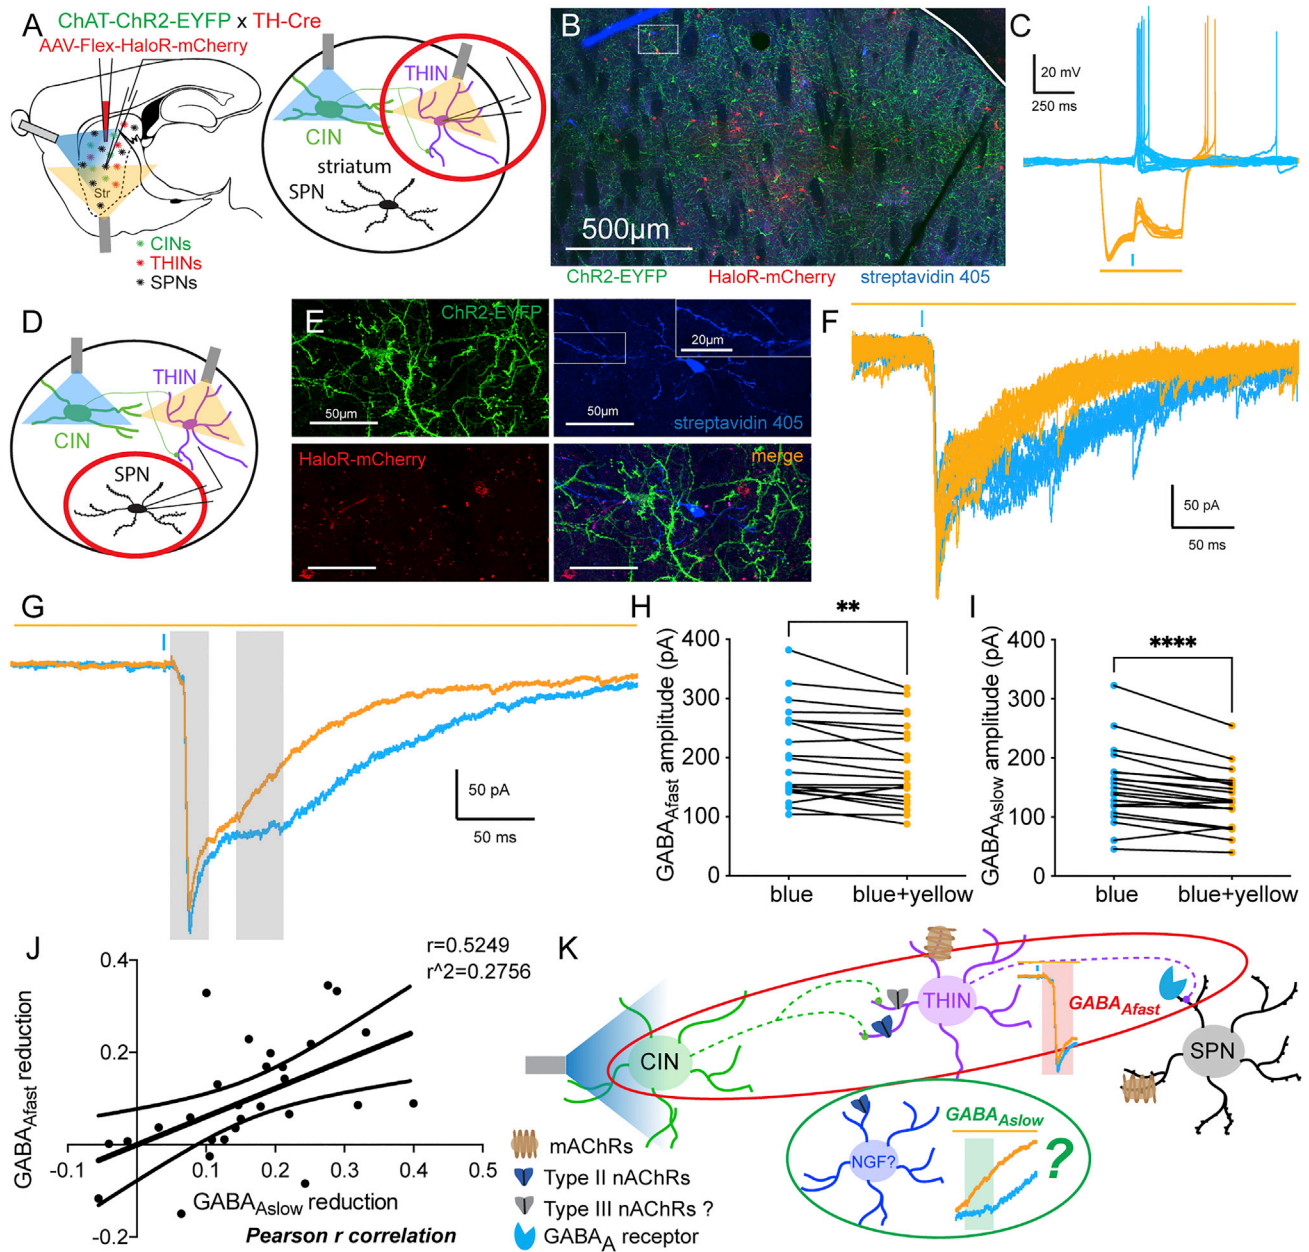 A
ChAT-ChR2-EYFP x TH-Cre
AAV-Flex-HaloR-mCherry
Str
CINs
THINs
SPNs
THIN
CIN
striatum
SPN
B
500µm
ChR2-EYFP
HaloR-mCherry
streptavidin 405
C
20 mV
250 ms
D
THIN
CIN
SPN
E
ChR2-EYFP
50µm
20µm
50µm
streptavidin 405
HaloR-mCherry
merge
F
50 pA
50 ms
G
50 pA
50 ms
H
**
GABAAfast amplitude (pA)
400
300
200
100
0
blue
blue+yellow
I
****
GABAAslow amplitude (pA)
400
300
200
100
0
blue
blue+yellow
J
r=0.5249
r^2=0.2756
GABAAfast reduction
0.4
0.2
-0.2
-0.1
0.1
0.2
0.3
0.4
0.5
GABAAslow reduction
Pearson r correlation
K
THIN
GABAAfast
CIN
SPN
GABAAslow
NGF?
?
mAChRs
Type II nAChRs
Type III nAChRs ?
GABAA receptor